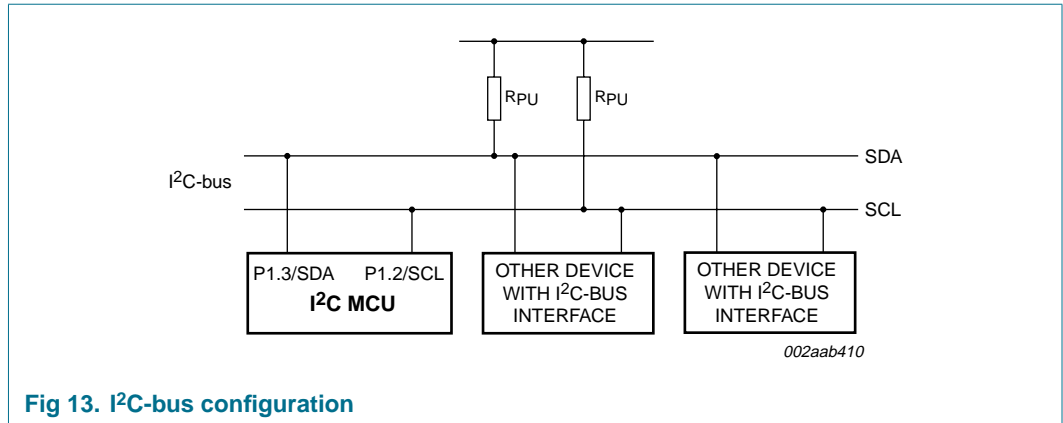 RPU RPU
SDA
I2C-bus
SCL
P1.3/SDA P1.2/SCL
I2C MCU
OTHER DEVICE
WITH I2C-BUS
INTERFACE
OTHER DEVICE
WITH I2C-BUS
INTERFACE
002aab410
Fig 13. I2C-bus configuration